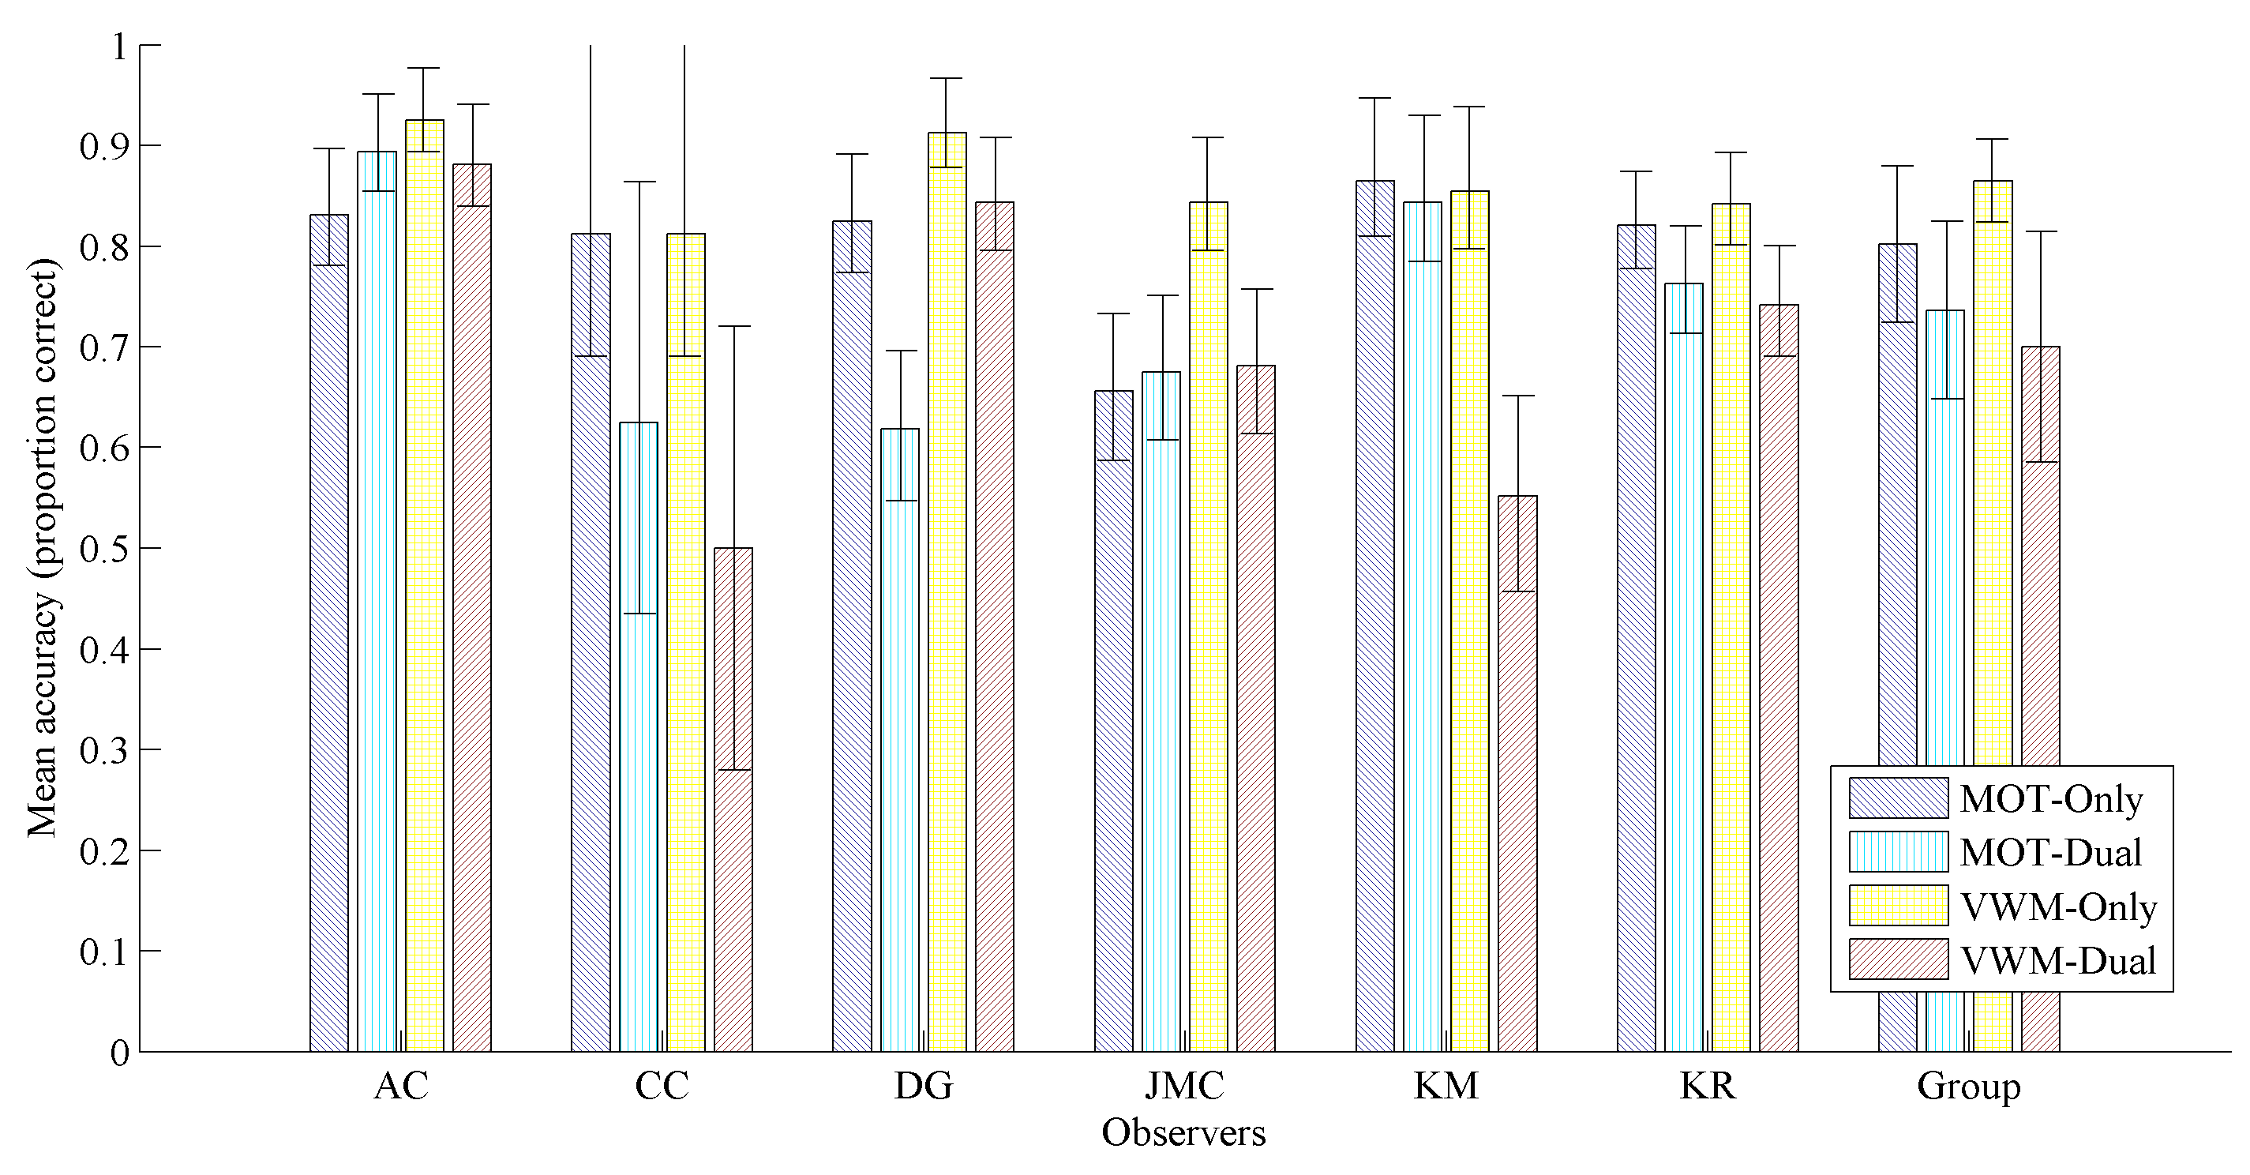 Mean accuracy (proportion correct)
1
0.9
0.8
0.7
0.6
0.5
0.4
0.3
0.2
0.1
0
MOT-Only
MOT-Dual
VWM-Only
VWM-Dual
AC CC DG JMC KM KR Group
Observers